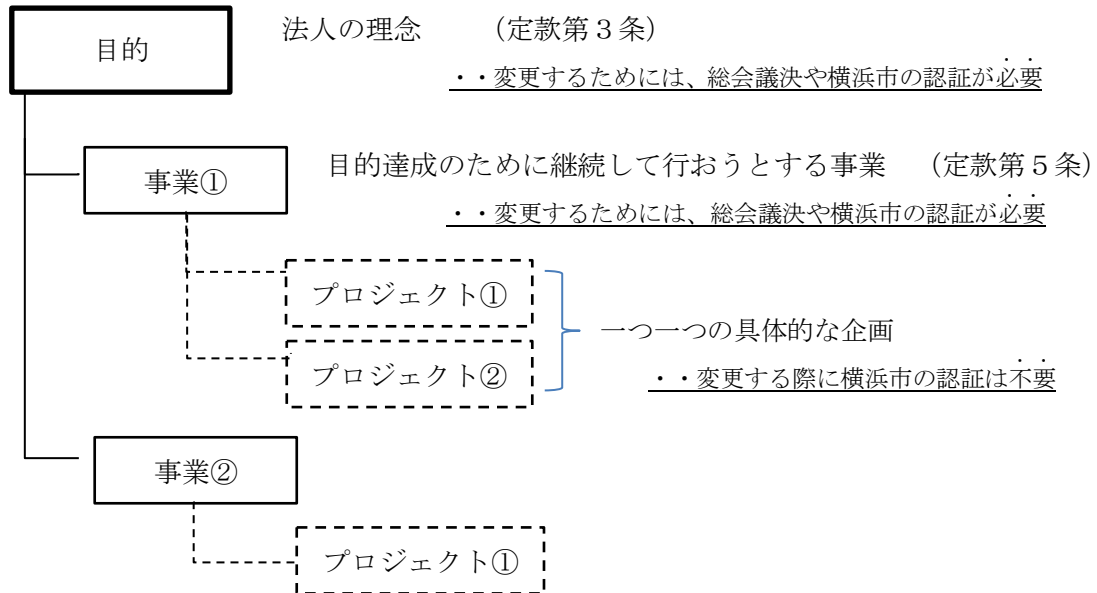 目的
法人の理念　（定款第３条）
・・変更するためには、総会議決や横浜市の認証が必要
事業①
目的達成のために継続して行おうとする事業　（定款第５条）
・・変更するためには、総会議決や横浜市の認証が必要
プロジェクト①
一つ一つの具体的な企画
プロジェクト②
・・変更する際に横浜市の認証は不要
事業②
プロジェクト①